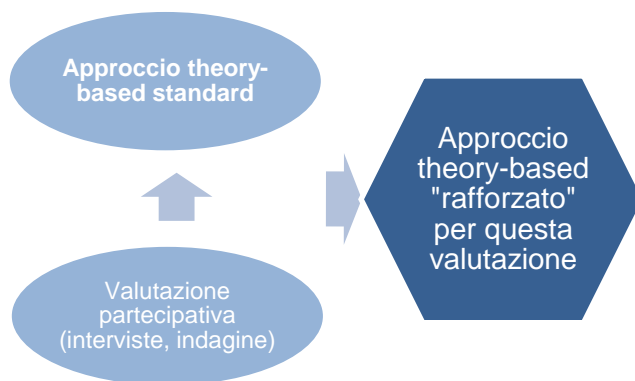 Approccio theory-
based standard
Valutazione
partecipativa
(interviste, indagine)
Approccio
theory-based
"rafforzato"
per questa
valutazione